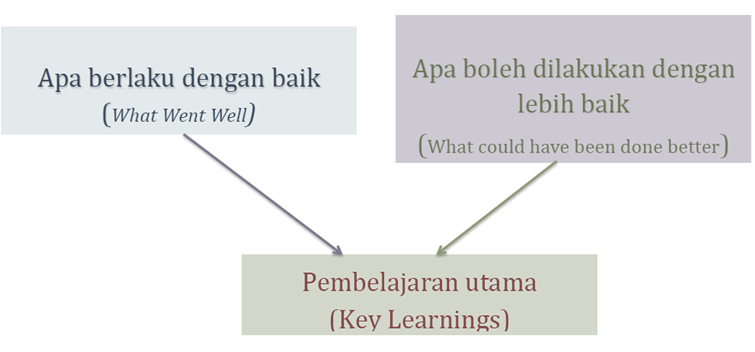 Apa berlaku dengan baik
(What Went Well)
Apa boleh dilakukan dengan
lebih baik
(What could have been done better)
Pembelajaran utama
(Key Learnings)